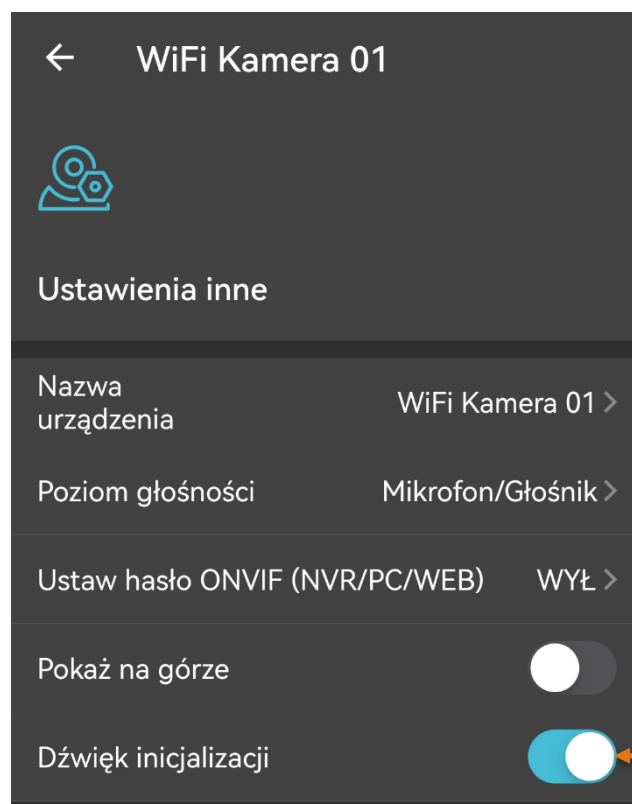 WiFi Kamera 01
Ustawienia inne
Nazwa
urządzenia
WiFi Kamera 01
Poziom głośności Mikrofon/Głośnik
Ustaw hasło ONVIF (NVR/PC/WEB) WYŁ
Pokaż na górze
Dźwięk inicjalizacji